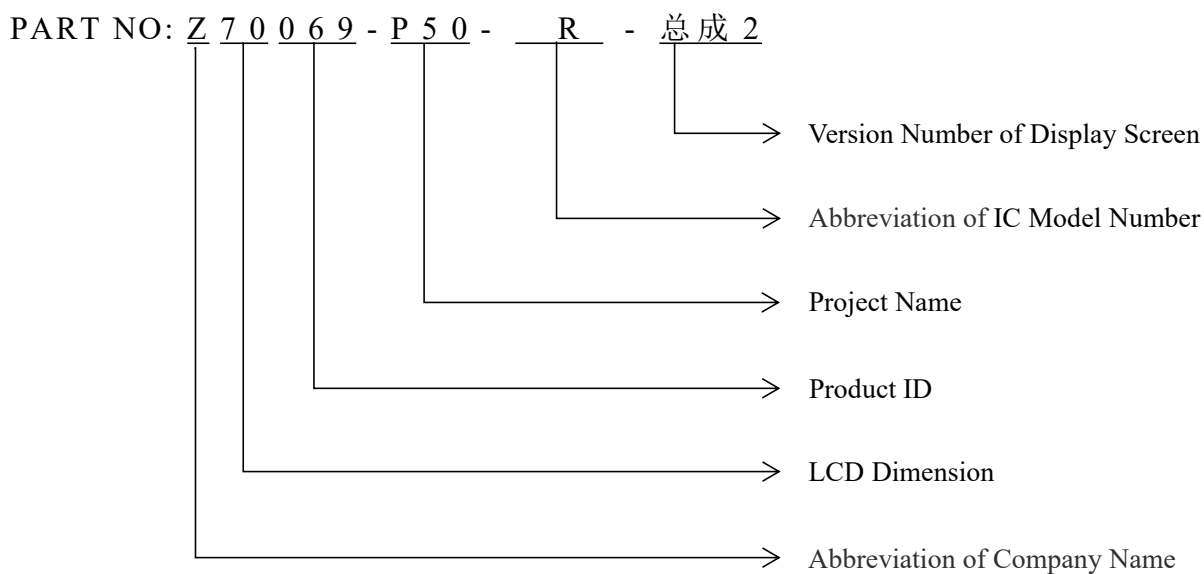 PART NO: Z70069-P50- R -总成2
Version Number of Display Screen
Abbreviation of IC Model Number
Project Name
Product ID
LCD Dimension
Abbreviation of Company Name